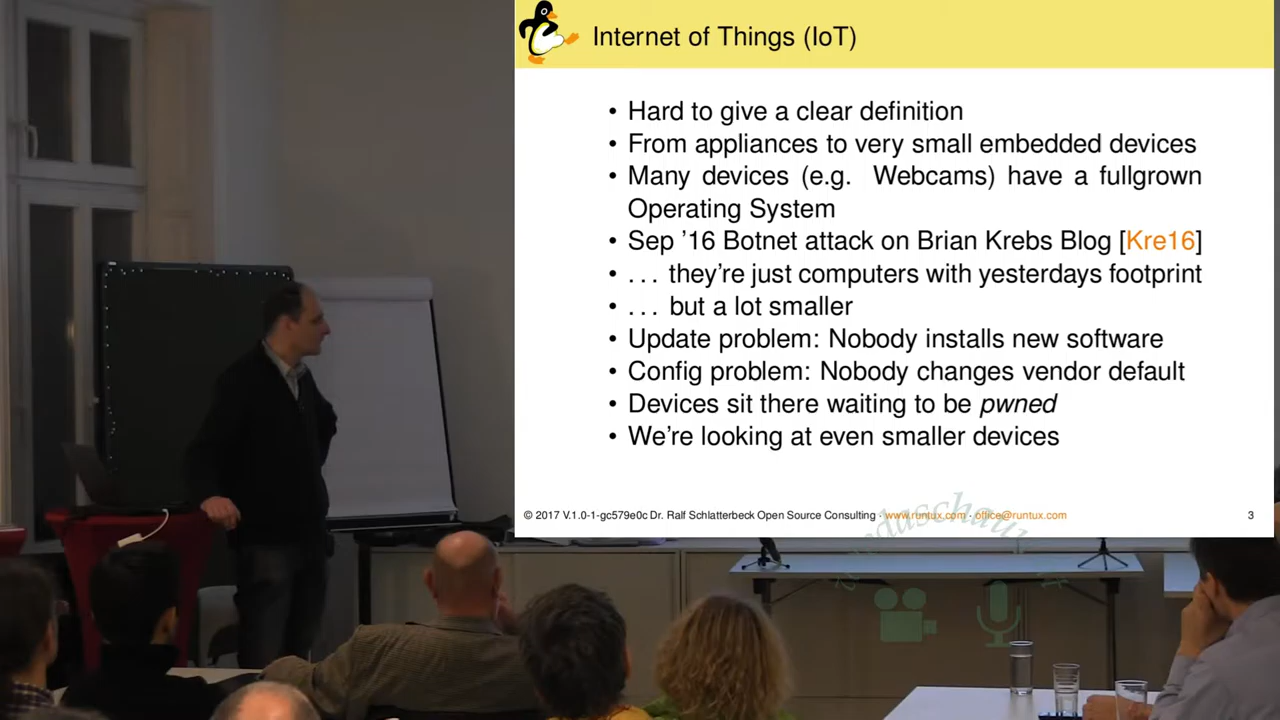 Internet of Things (IoT)
• Hard to give a clear definition
• From appliances to very small embedded devices
• Many devices (e.g. Webcams) have a fullgrown
Operating System
• Sep ’16 Botnet attack on Brian Krebs Blog [Kre16]
• . . . they’re just computers with yesterdays footprint
• . . . but a lot smaller
• Update problem: Nobody installs new software
• Config problem: Nobody changes vendor default
• Devices sit there waiting to be pwned
• We’re looking at even smaller devices
© 2017 V.1.0-1-gc579e0c Dr. Ralf Schlatterbeck Open Source Consulting · www.runtux.com · office@runtux.com 3